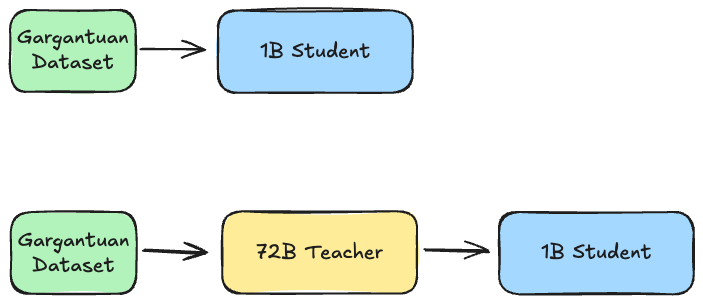 Gargantuan
Dataset
1B Student
Gargantuan
Dataset
72B Teacher
1B Student